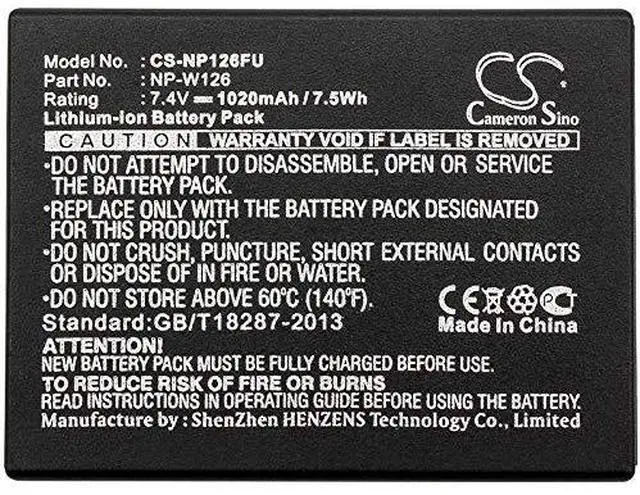 Model No. : CS-NP126FU
Part No. : NP-W126
Rating : 7.4V ⎓ 1020mAh / 7.5Wh
Lithium-Ion Battery Pack
CS
Cameron Sino
CAUTION WARRANTY VOID IF LABEL IS REMOVED
•DO NOT ATTEMPT TO DISASSEMBLE, OPEN OR SERVICE
THE BATTERY PACK.
•REPLACE ONLY WITH THE BATTERY PACK DESIGNATED
FOR THIS PRODUCT.
•DO NOT CRUSH, PUNCTURE, SHORT EXTERNAL CONTACTS
OR DISPOSE OF IN FIRE OR WATER.
•DO NOT STORE ABOVE 60°C (140°F).
Standard:GB/T18287-2013
CE PCT
Made In China
ATTENTION!
NEW BATTERY PACK MUST BE FULLY CHARGED BEFORE USE
TO REDUCE RISK OF FIRE OR BURNS
READ INSTRUCTIONS IN OPERATING GUIDE BEFORE USING THE BATTERY.
Manufacture by : ShenZhen HENZENS Technology Co., Limited